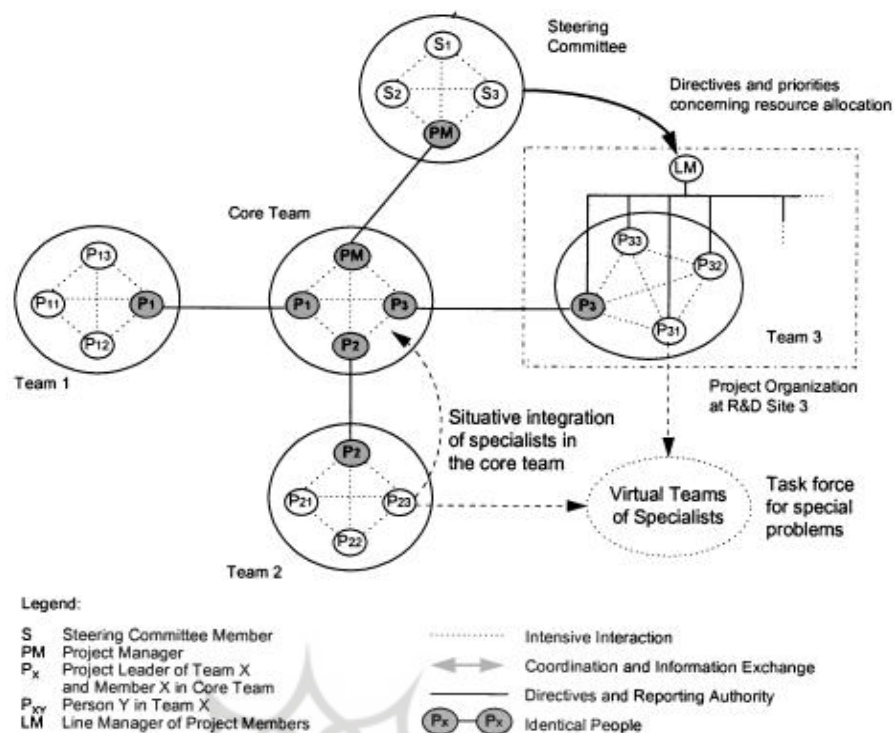 Steering
Committee
S1
S2
S3
PM
Directives and priorities
concerning resource allocation
LM
Core Team
PM
P1
P3
P2
P13
P11
P1
P12
Team 1
P33
P32
P3
P31
Team 3
Project Organization
at R&D Site 3
Situative integration
of specialists in
the core team
P2
P21
P23
P22
Team 2
Virtual Teams
of Specialists
Task force
for special
problems
Legend:
S Steering Committee Member
PM Project Manager
PX Project Leader of Team X
and Member X in Core Team
PXY Person Y in Team X
LM Line Manager of Project Members
Intensive Interaction
Coordination and Information Exchange
Directives and Reporting Authority
PX PX Identical People